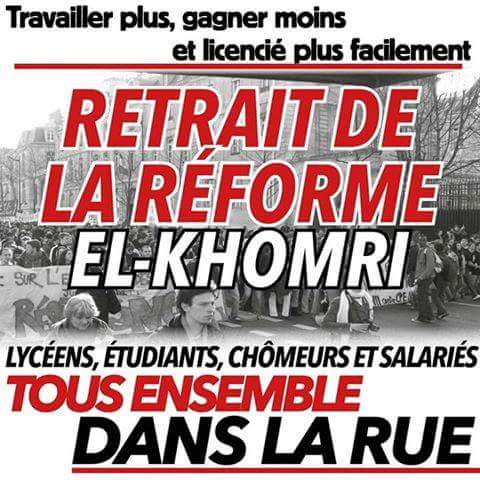 Travailler plus, gagner moins
et licencié plus facilement
RETRAIT DE
LA RÉFORME
EL-KHOMRI
SUR L'E
LYCÉENS, ÉTUDIANTS, CHÔMEURS ET SALARIÉS
TOUS ENSEMBLE
DANS LA RUE